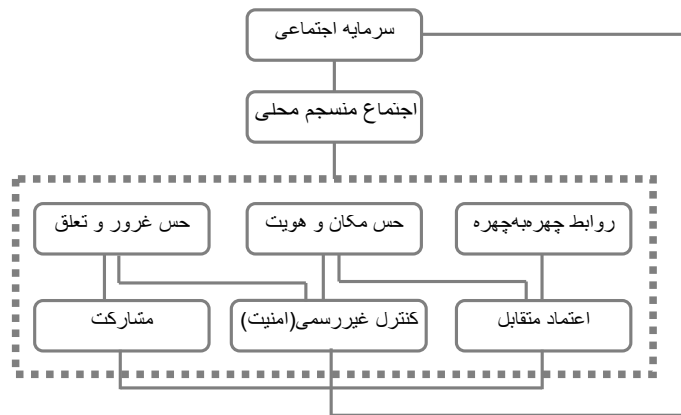 سرمایه اجتماعی
اجتماع منسجم محلی
روابط چهره‌به‌چهره
حس مکان و هویت
حس غرور و تعلق
اعتماد متقابل
کنترل غیررسمی(امنیت)
مشارکت